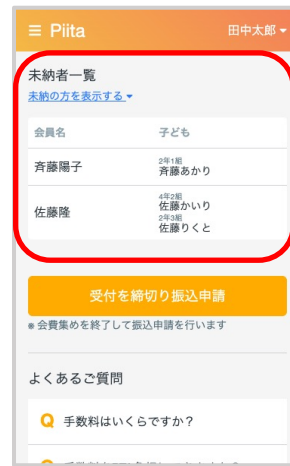 ≡ Piita 田中太郎▼
未納者一覧
未納の方を表示する▼
会員名 子ども
斉藤陽子 2年1組
斉藤あかり
佐藤隆 4年2組
佐藤かいり
2年3組
佐藤りくと
受付を締切り振込申請
※会費集めを終了して振込申請を行います
よくあるご質問
Q 手数料はいくらですか？